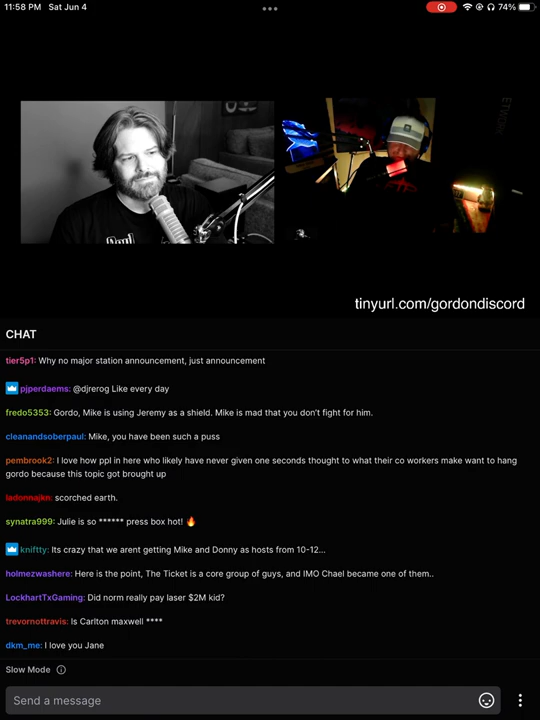 11:58 PM Sat Jun 4
74%
tinyurl.com/gordondiscord
CHAT
tier5p1: Why no major station announcement, just announcement
pjperdaems: @djrerog Like every day
fredo5353: Gordo, Mike is using Jeremy as a shield. Mike is mad that you don't fight for him.
cleanandsoberpaul: Mike, you have been such a puss
pembrook2: I love how ppl in here who likely have never given one seconds thought to what their co workers make want to hang
gordo because this topic got brought up
ladonnajkn: scorched earth.
synatra999: Julie is so ****** press box hot! 🔥
kniftty: Its crazy that we arent getting Mike and Donny as hosts from 10-12...
holmezwashere: Here is the point, The Ticket is a core group of guys, and IMO Chael became one of them..
LockhartTxGaming: Did norm really pay laser $2M kid?
trevornottravis: Is Carlton maxwell ****
dkm_me: I love you Jane
Slow Mode
Send a message